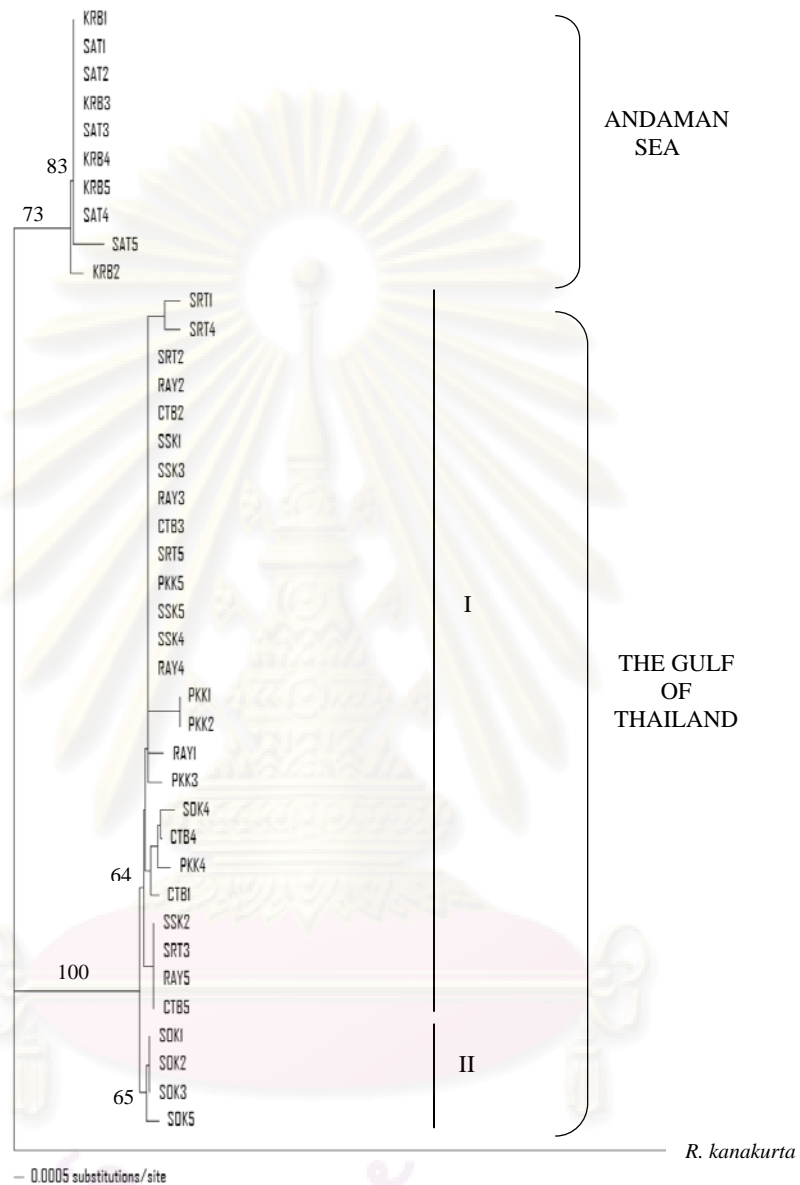 KRB1
SAT1
SAT2
KRB3
SAT3
KRB4
83
KRB5
SAT4
73
SAT5
KRB2
ANDAMAN
SEA
SRT1
SRT4
SRT2
RAY2
CTB2
SSK1
SSK3
RAY3
CTB3
SRT5
PKK5
SSK5
SSK4
RAY4
PKK1
PKK2
RAY1
PKK3
SOK4
CTB4
PKK4
64
CTB1
SSK2
SRT3
RAY5
100
CTB5
I
THE GULF
OF
THAILAND
SOK1
SOK2
SOK3
65
SOK5
II
R. kanakurta
0.0005 substitutions/site